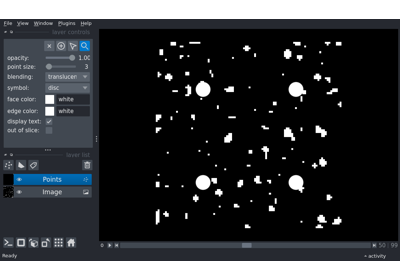 File View Window Plugins Help
layer controls
opacity: 1.00
point size: 3
blending: translucen
symbol: disc
face color: white
edge color: white
display text:
out of slice:
layer list
Points
Image
0 50 99
Ready activity